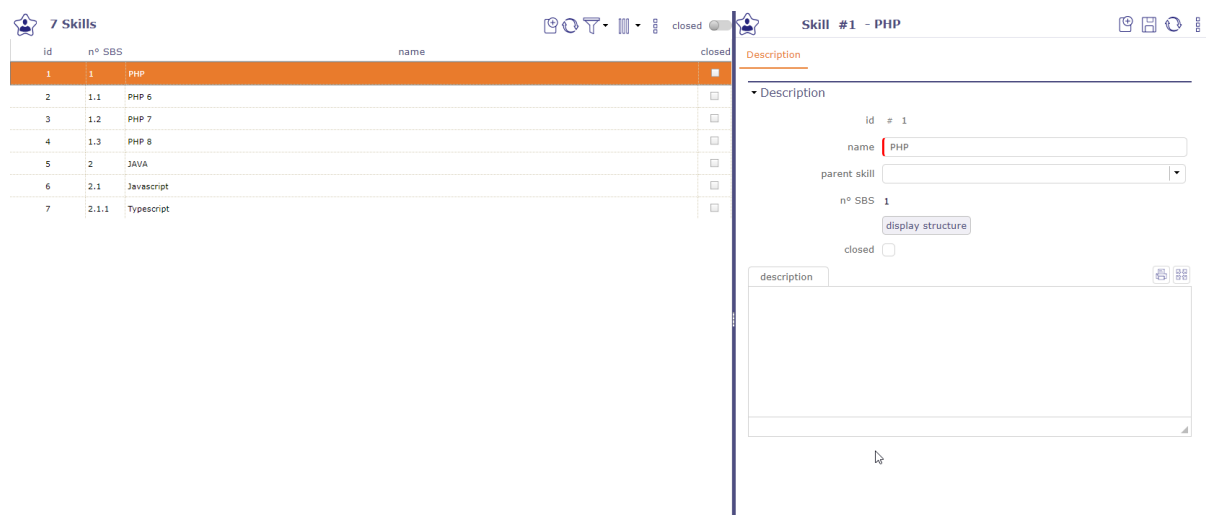 7 Skills
closed
id n° SBS name closed
1 1 PHP
2 1.1 PHP 6
3 1.2 PHP 7
4 1.3 PHP 8
5 2 JAVA
6 2.1 Javascript
7 2.1.1 Typescript
Skill #1 - PHP
Description
Description
id # 1
name PHP
parent skill
n° SBS 1
display structure
closed
description